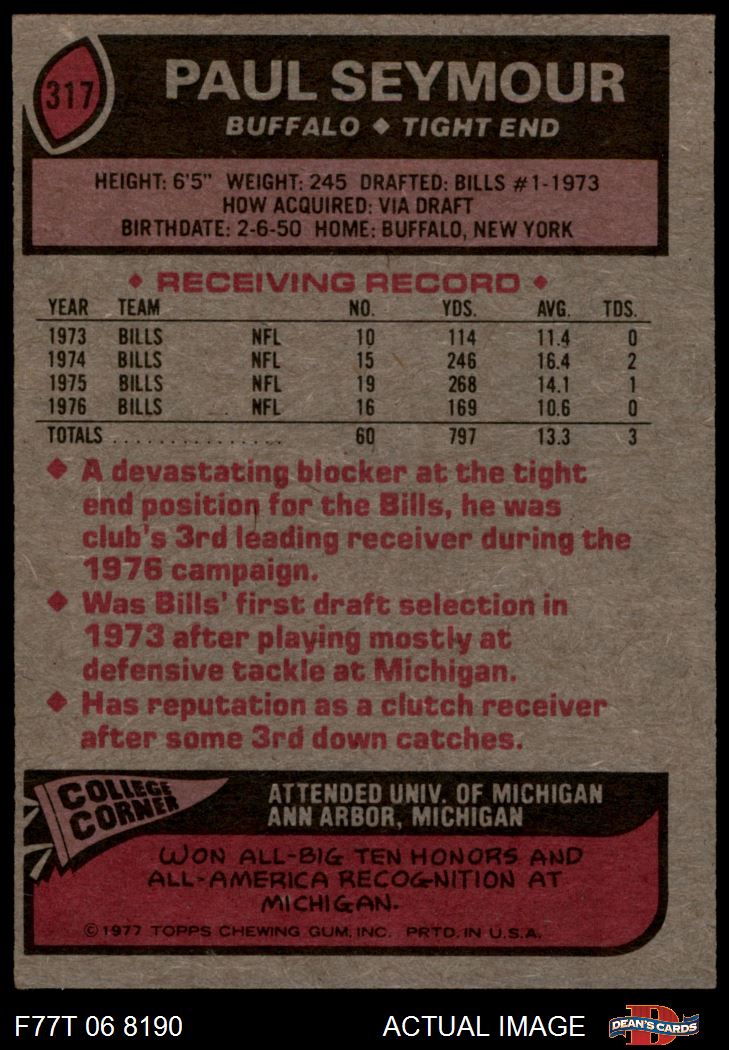 317
PAUL SEYMOUR
BUFFALO ◆ TIGHT END
HEIGHT: 6'5" WEIGHT: 245 DRAFTED: BILLS #1-1973
HOW ACQUIRED: VIA DRAFT
BIRTHDATE: 2-6-50 HOME: BUFFALO, NEW YORK
◆ RECEIVING RECORD ◆
YEAR TEAM NO. YDS. AVG. TDS.
1973 BILLS NFL 10 114 11.4 0
1974 BILLS NFL 15 246 16.4 2
1975 BILLS NFL 19 268 14.1 1
1976 BILLS NFL 16 169 10.6 0
TOTALS . . . . . . . . . . . . . . 60 797 13.3 3
◆ A devastating blocker at the tight
end position for the Bills, he was
club's 3rd leading receiver during the
1976 campaign.
◆ Was Bills' first draft selection in
1973 after playing mostly at
defensive tackle at Michigan.
◆ Has reputation as a clutch receiver
after some 3rd down catches.
COLLEGE
CORNER
ATTENDED UNIV. OF MICHIGAN
ANN ARBOR, MICHIGAN
WON ALL-BIG TEN HONORS AND
ALL-AMERICA RECOGNITION AT
MICHIGAN.
© 1977 TOPPS CHEWING GUM, INC. PRTD. IN U.S.A.
F77T 06 8190 ACTUAL IMAGE
D
DEAN'S CARDS